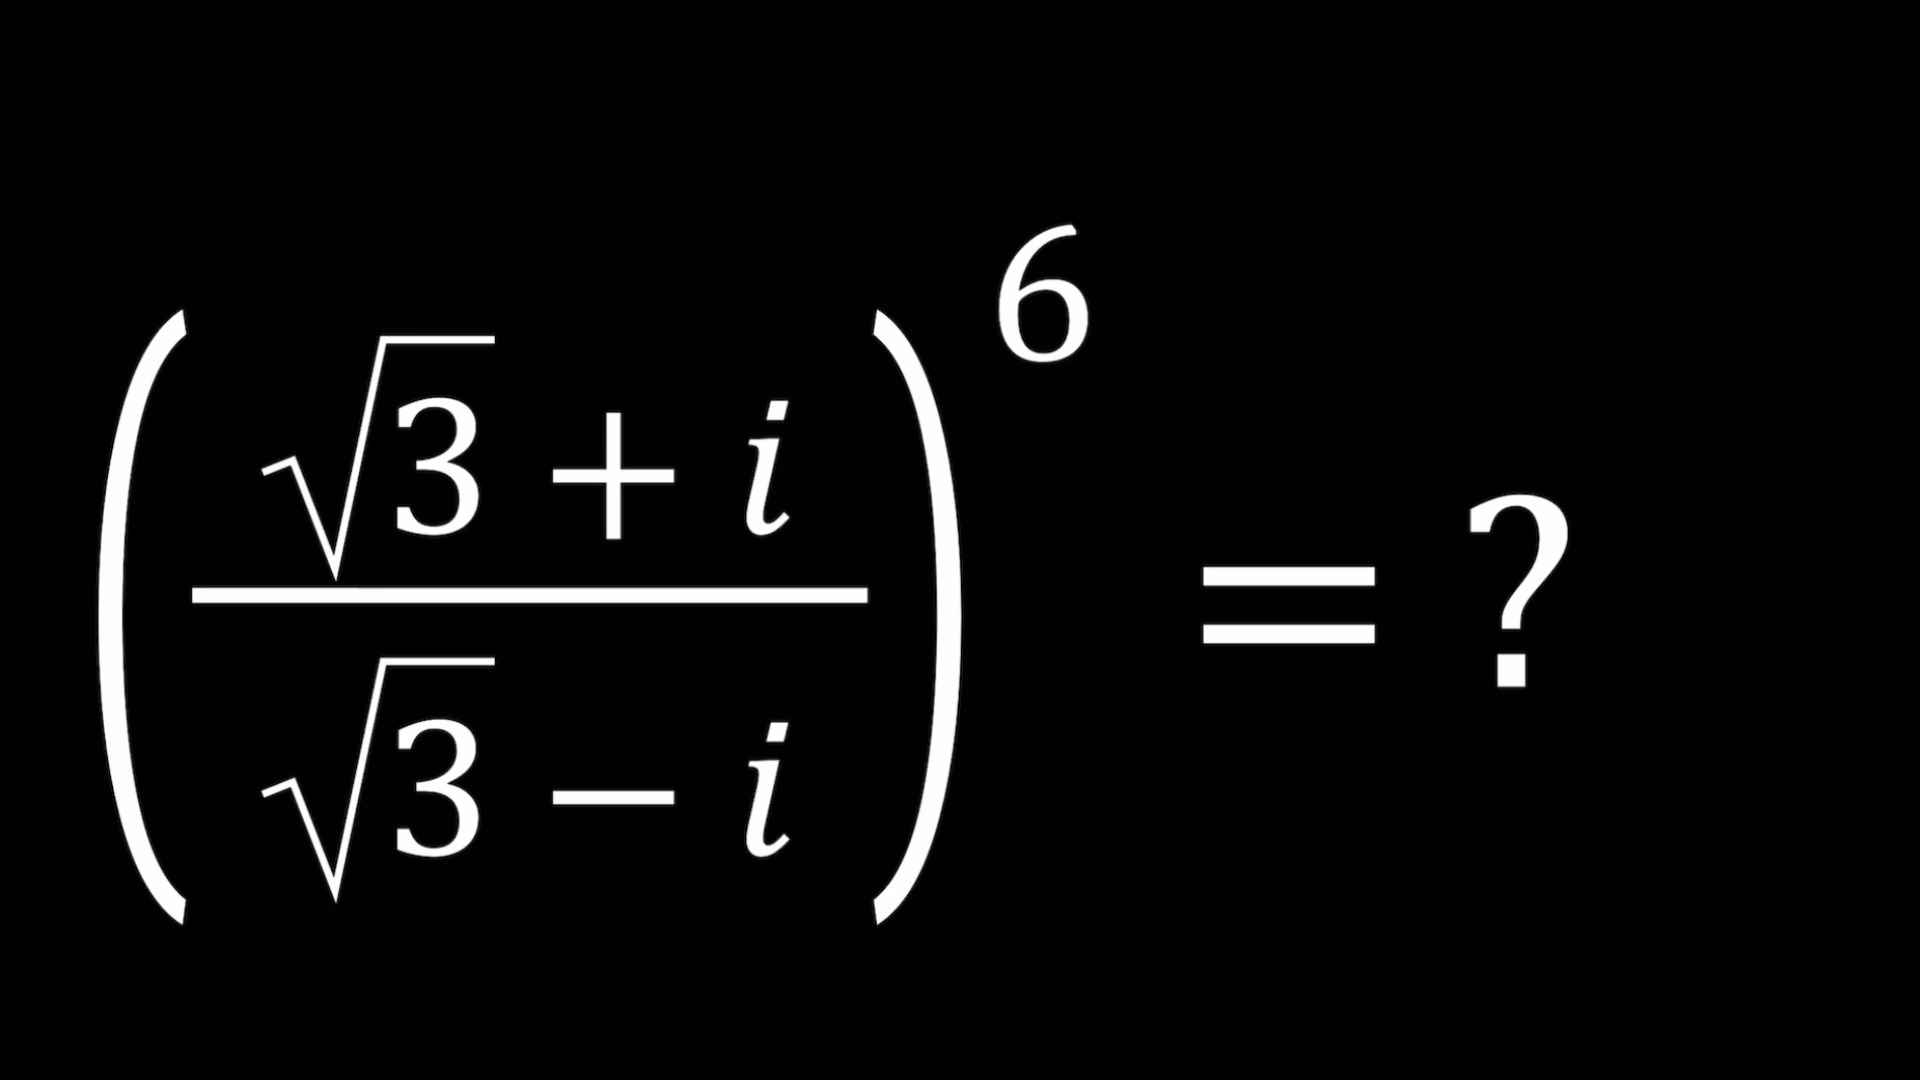 (√3 + i / √3 − i)⁶ = ?